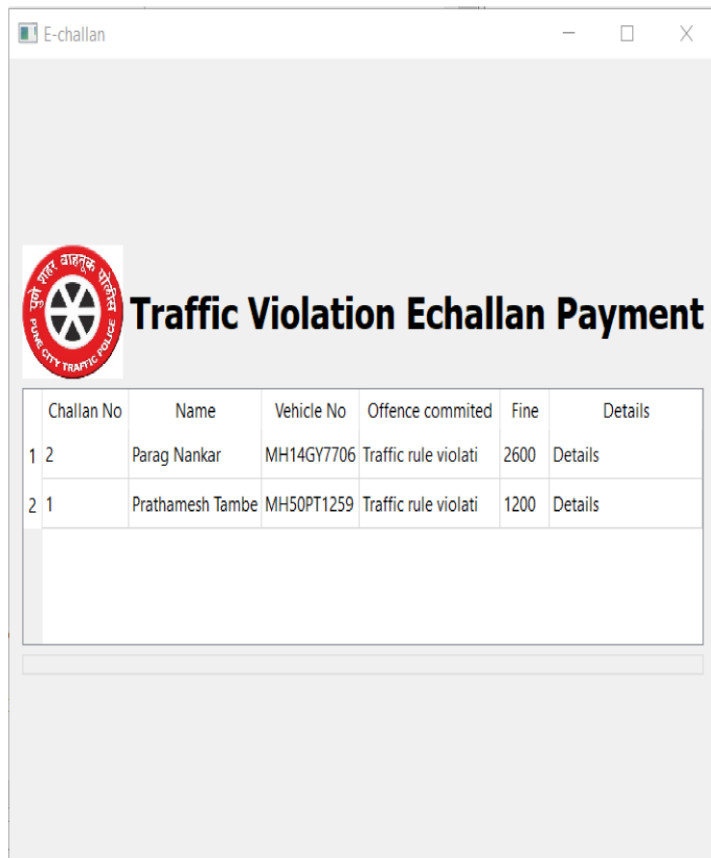 E-challan
पुणे शहर वाहतूक पोलीस
PUNE CITY TRAFFIC POLICE
Traffic Violation Echallan Payment
Challan No Name Vehicle No Offence commited Fine Details
1 2 Parag Nankar MH14GY7706 Traffic rule violati 2600 Details
2 1 Prathamesh Tambe MH50PT1259 Traffic rule violati 1200 Details